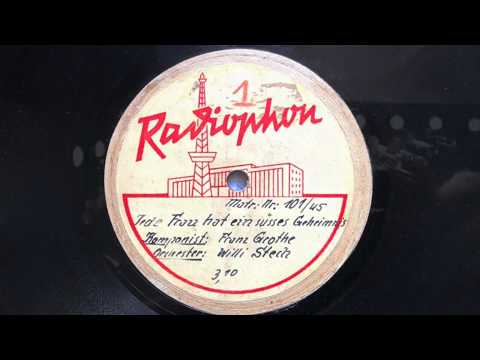 1
Radiophon
Matr: Nr: 101/45
Jede Frau hat ein süsses Geheimnis
Komponist: Franz Grothe
Orchester: Willi Stech
3,10